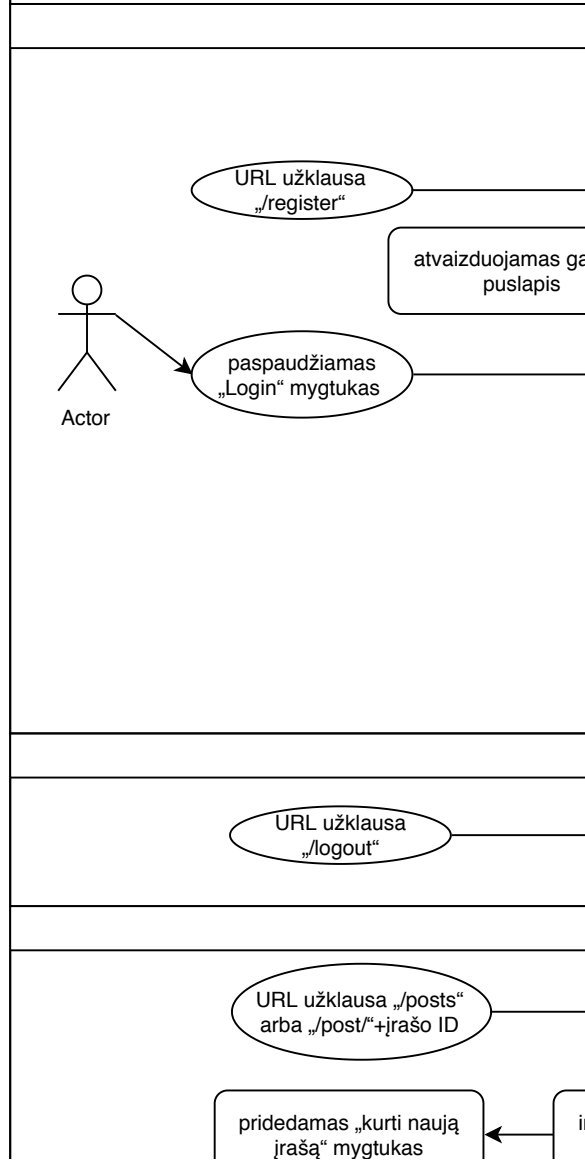 URL užklausa
„/register“
atvaizduojamas
puslapis
paspaudžiamas
„Login“ mygtukas
Actor
URL užklausa
„/logout“
URL užklausa „/posts“
arba „/post/“+įrašo ID
pridedamas „kurti naują
įrašą“ mygtukas